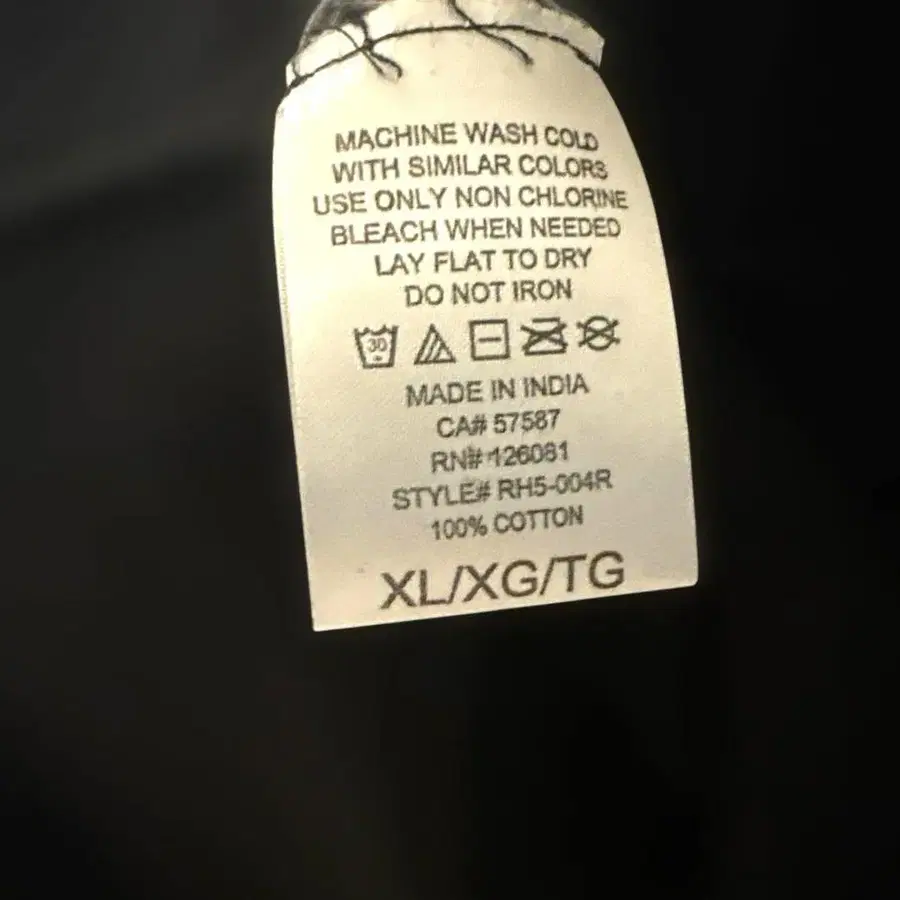 MACHINE WASH COLD
WITH SIMILAR COLORS
USE ONLY NON CHLORINE
BLEACH WHEN NEEDED
LAY FLAT TO DRY
DO NOT IRON
30
MADE IN INDIA
CA# 57587
RN# 126081
STYLE# RH5-004R
100% COTTON
XL/XG/TG